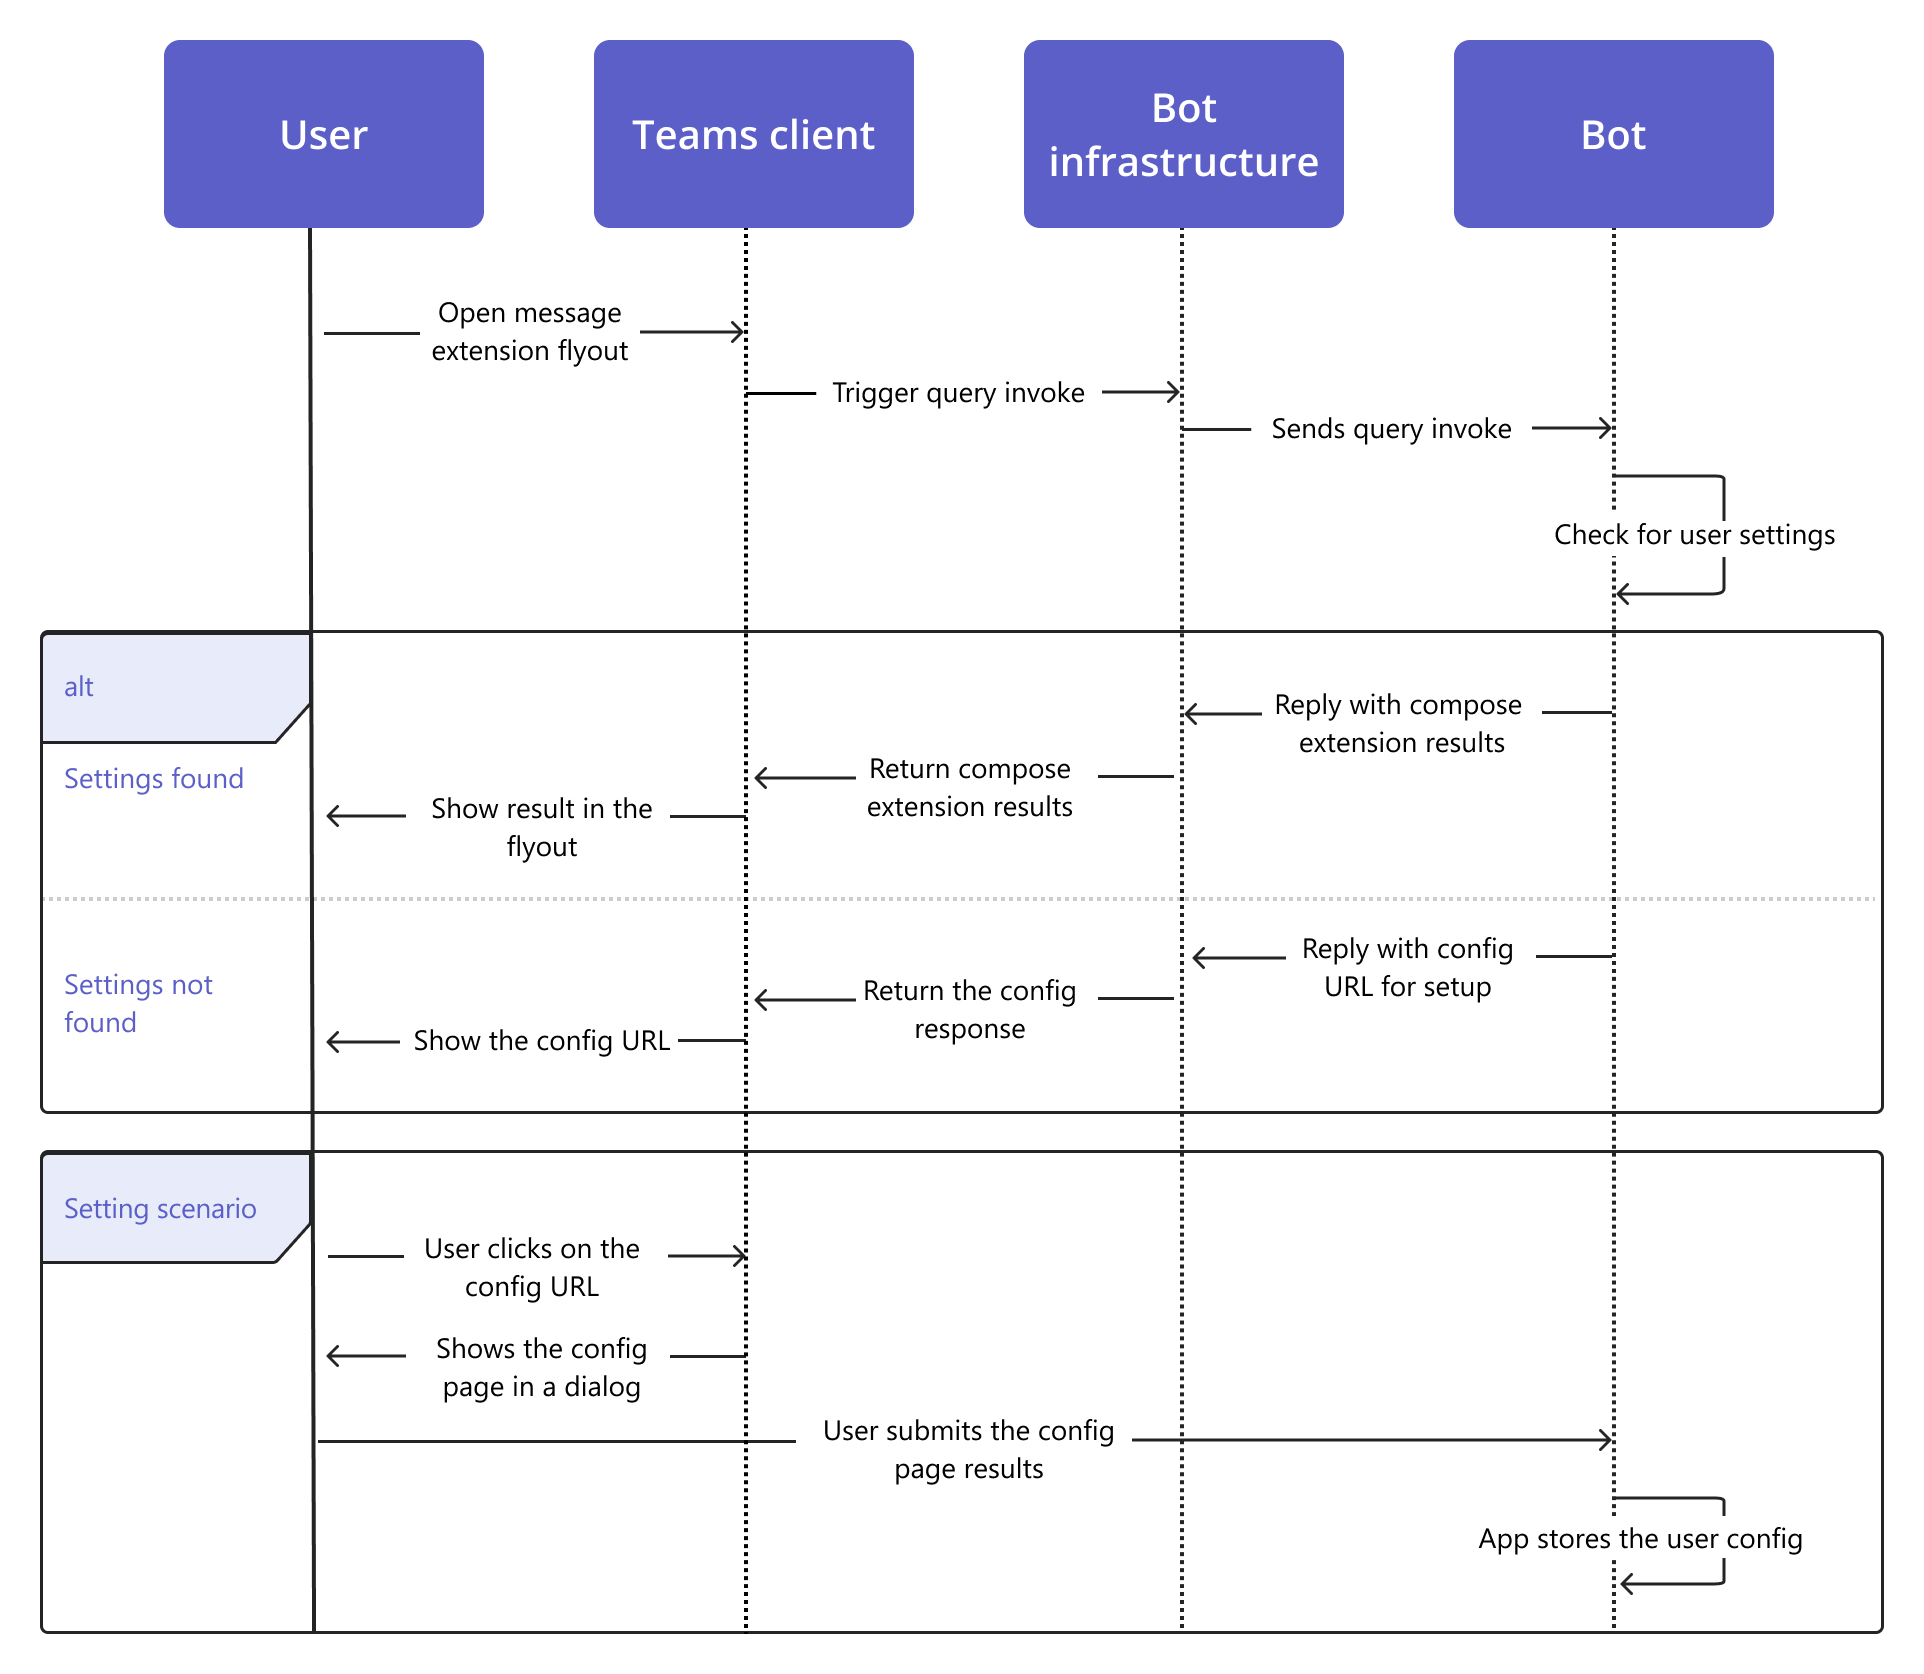 User
Teams client
Bot
infrastructure
Bot
Open message
extension flyout
Trigger query invoke
Sends query invoke
Check for user settings
alt
Settings found
Reply with compose
extension results
Return compose
extension results
Show result in the
flyout
Settings not
found
Reply with config
URL for setup
Return the config
response
Show the config URL
Setting scenario
User clicks on the
config URL
Shows the config
page in a dialog
User submits the config
page results
App stores the user config